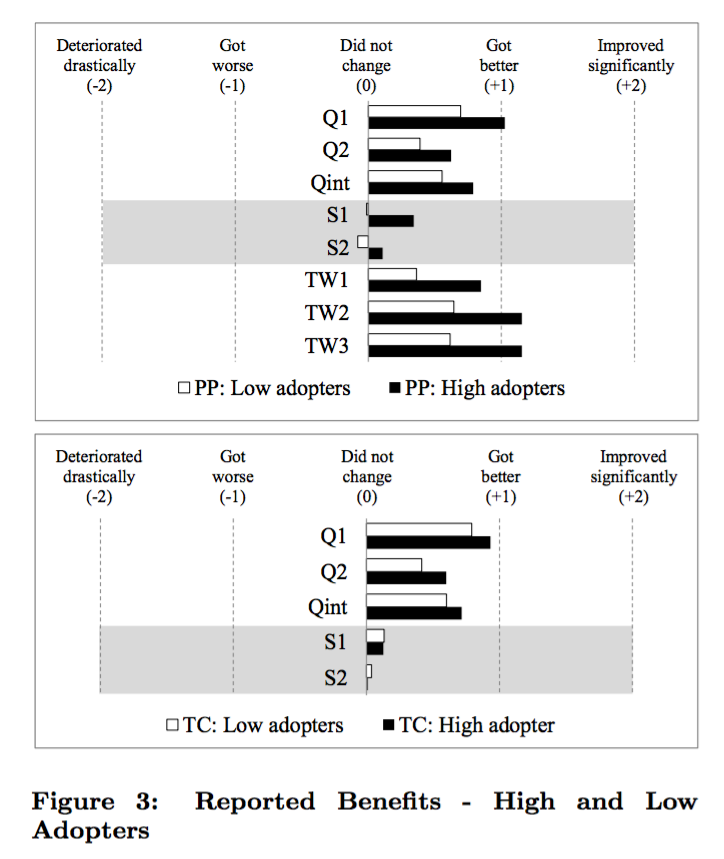 Deteriorated drastically (-2)
Got worse (-1)
Did not change (0)
Got better (+1)
Improved significantly (+2)
Q1
Q2
Qint
S1
S2
TW1
TW2
TW3
PP: Low adopters PP: High adopters
Deteriorated drastically (-2)
Got worse (-1)
Did not change (0)
Got better (+1)
Improved significantly (+2)
Q1
Q2
Qint
S1
S2
TC: Low adopters TC: High adopter
Figure 3: Reported Benefits - High and Low
Adopters